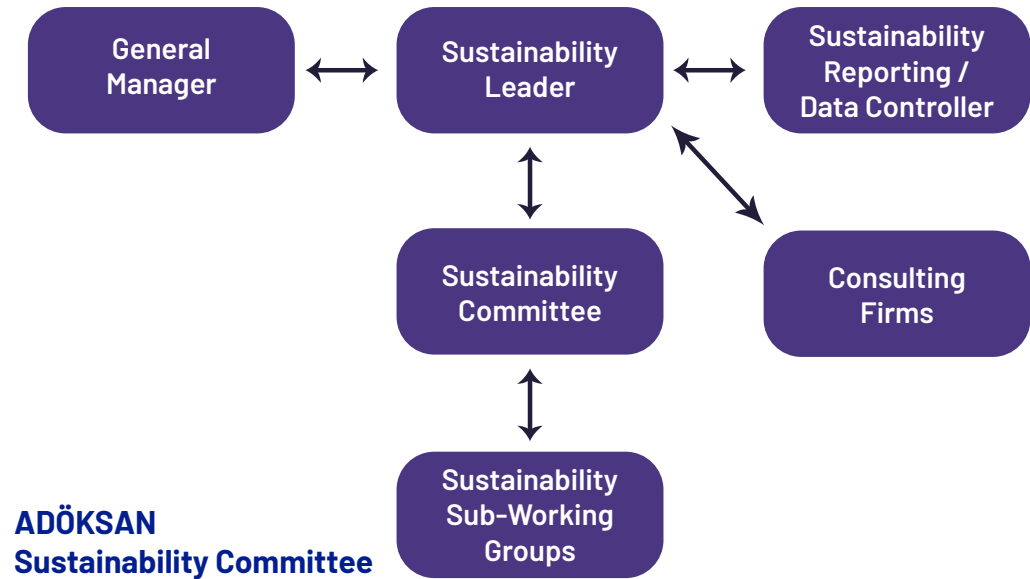 General
Manager
Sustainability
Leader
Sustainability
Reporting /
Data Controller
Sustainability
Committee
Consulting
Firms
Sustainability
Sub-Working
Groups
ADÖKSAN
Sustainability Committee